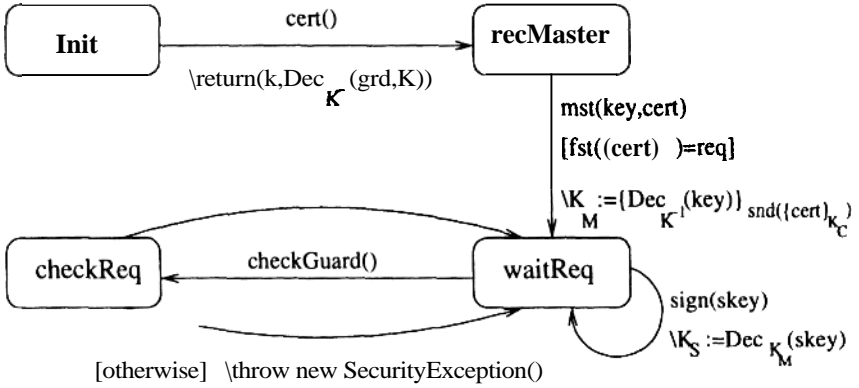 cert()
Init
recMaster
\return(k,Dec K⁻ (grd,K))
mst(key,cert)
[fst((cert) )=req]
\K M :={Dec K⁻¹ (key)} snd({cert} K C )
checkReq
checkGuard()
waitReq
sign(skey)
\K S :=Dec K M (skey)
[otherwise] \throw new SecurityException()